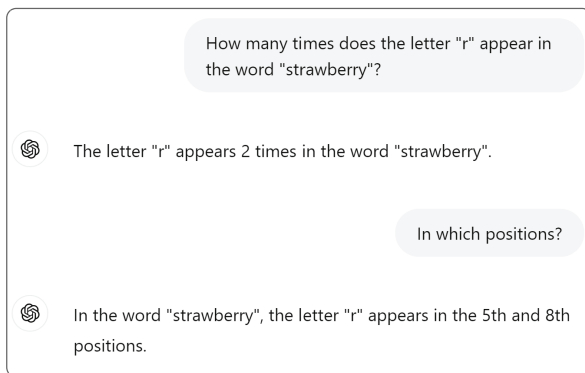 How many times does the letter "r" appear in
the word "strawberry"?
The letter "r" appears 2 times in the word "strawberry".
In which positions?
In the word "strawberry", the letter "r" appears in the 5th and 8th
positions.